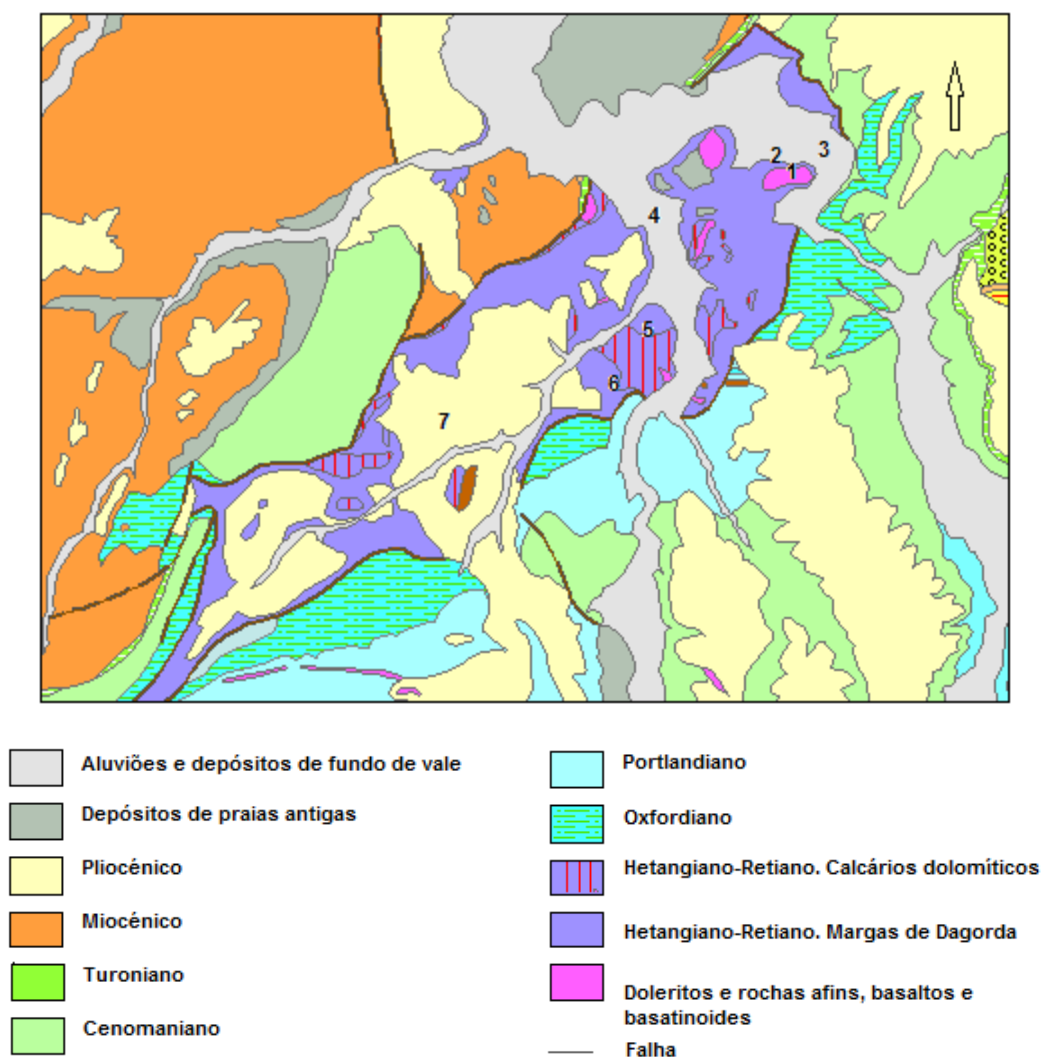 2
3
1
4
5
6
7
Aluviões e depósitos de fundo de vale
Depósitos de praias antigas
Pliocénico
Miocénico
Turoniano
Cenomaniano
Portlandiano
Oxfordiano
Hetangiano-Retiano. Calcários dolomíticos
Hetangiano-Retiano. Margas de Dagorda
Doleritos e rochas afins, basaltos e
basatinoides
Falha